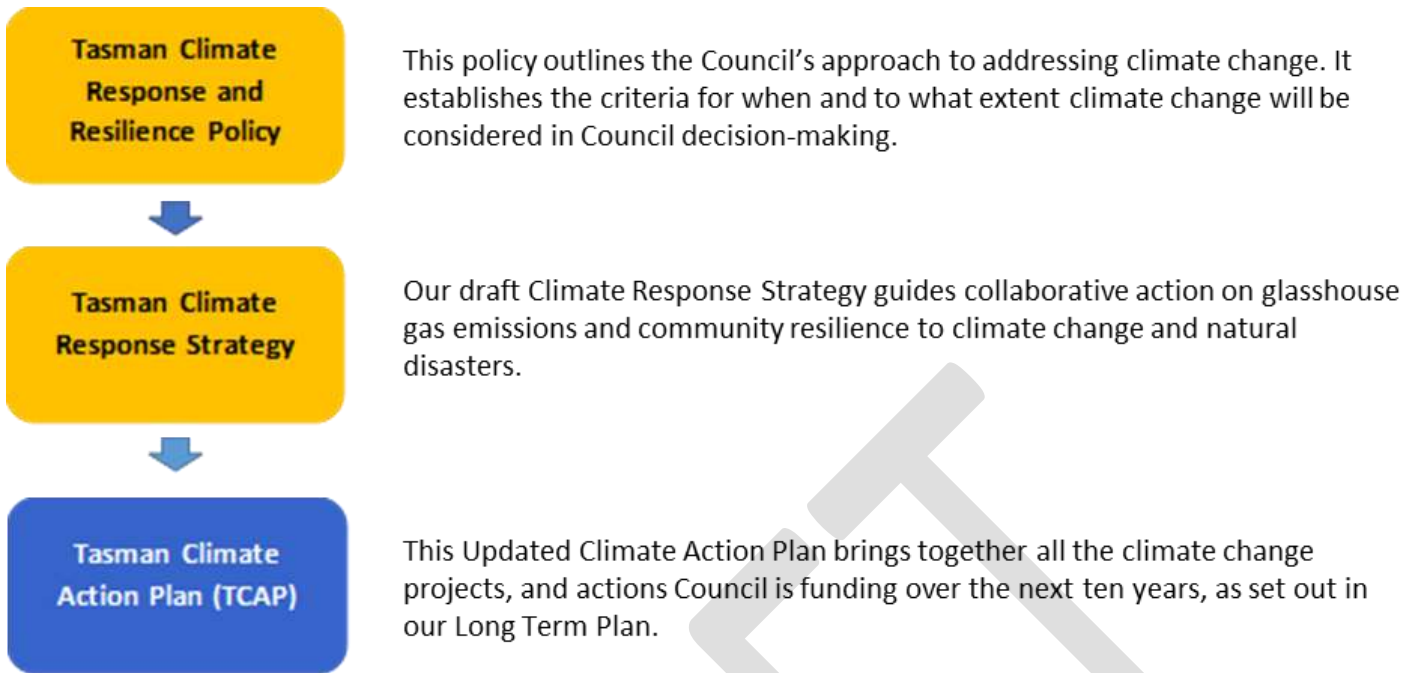 Tasman Climate
Response and
Resilience Policy
This policy outlines the Council's approach to addressing climate change. It
establishes the criteria for when and to what extent climate change will be
considered in Council decision-making.
Tasman Climate
Response Strategy
Our draft Climate Response Strategy guides collaborative action on glasshouse
gas emissions and community resilience to climate change and natural
disasters.
Tasman Climate
Action Plan (TCAP)
This Updated Climate Action Plan brings together all the climate change
projects, and actions Council is funding over the next ten years, as set out in
our Long Term Plan.